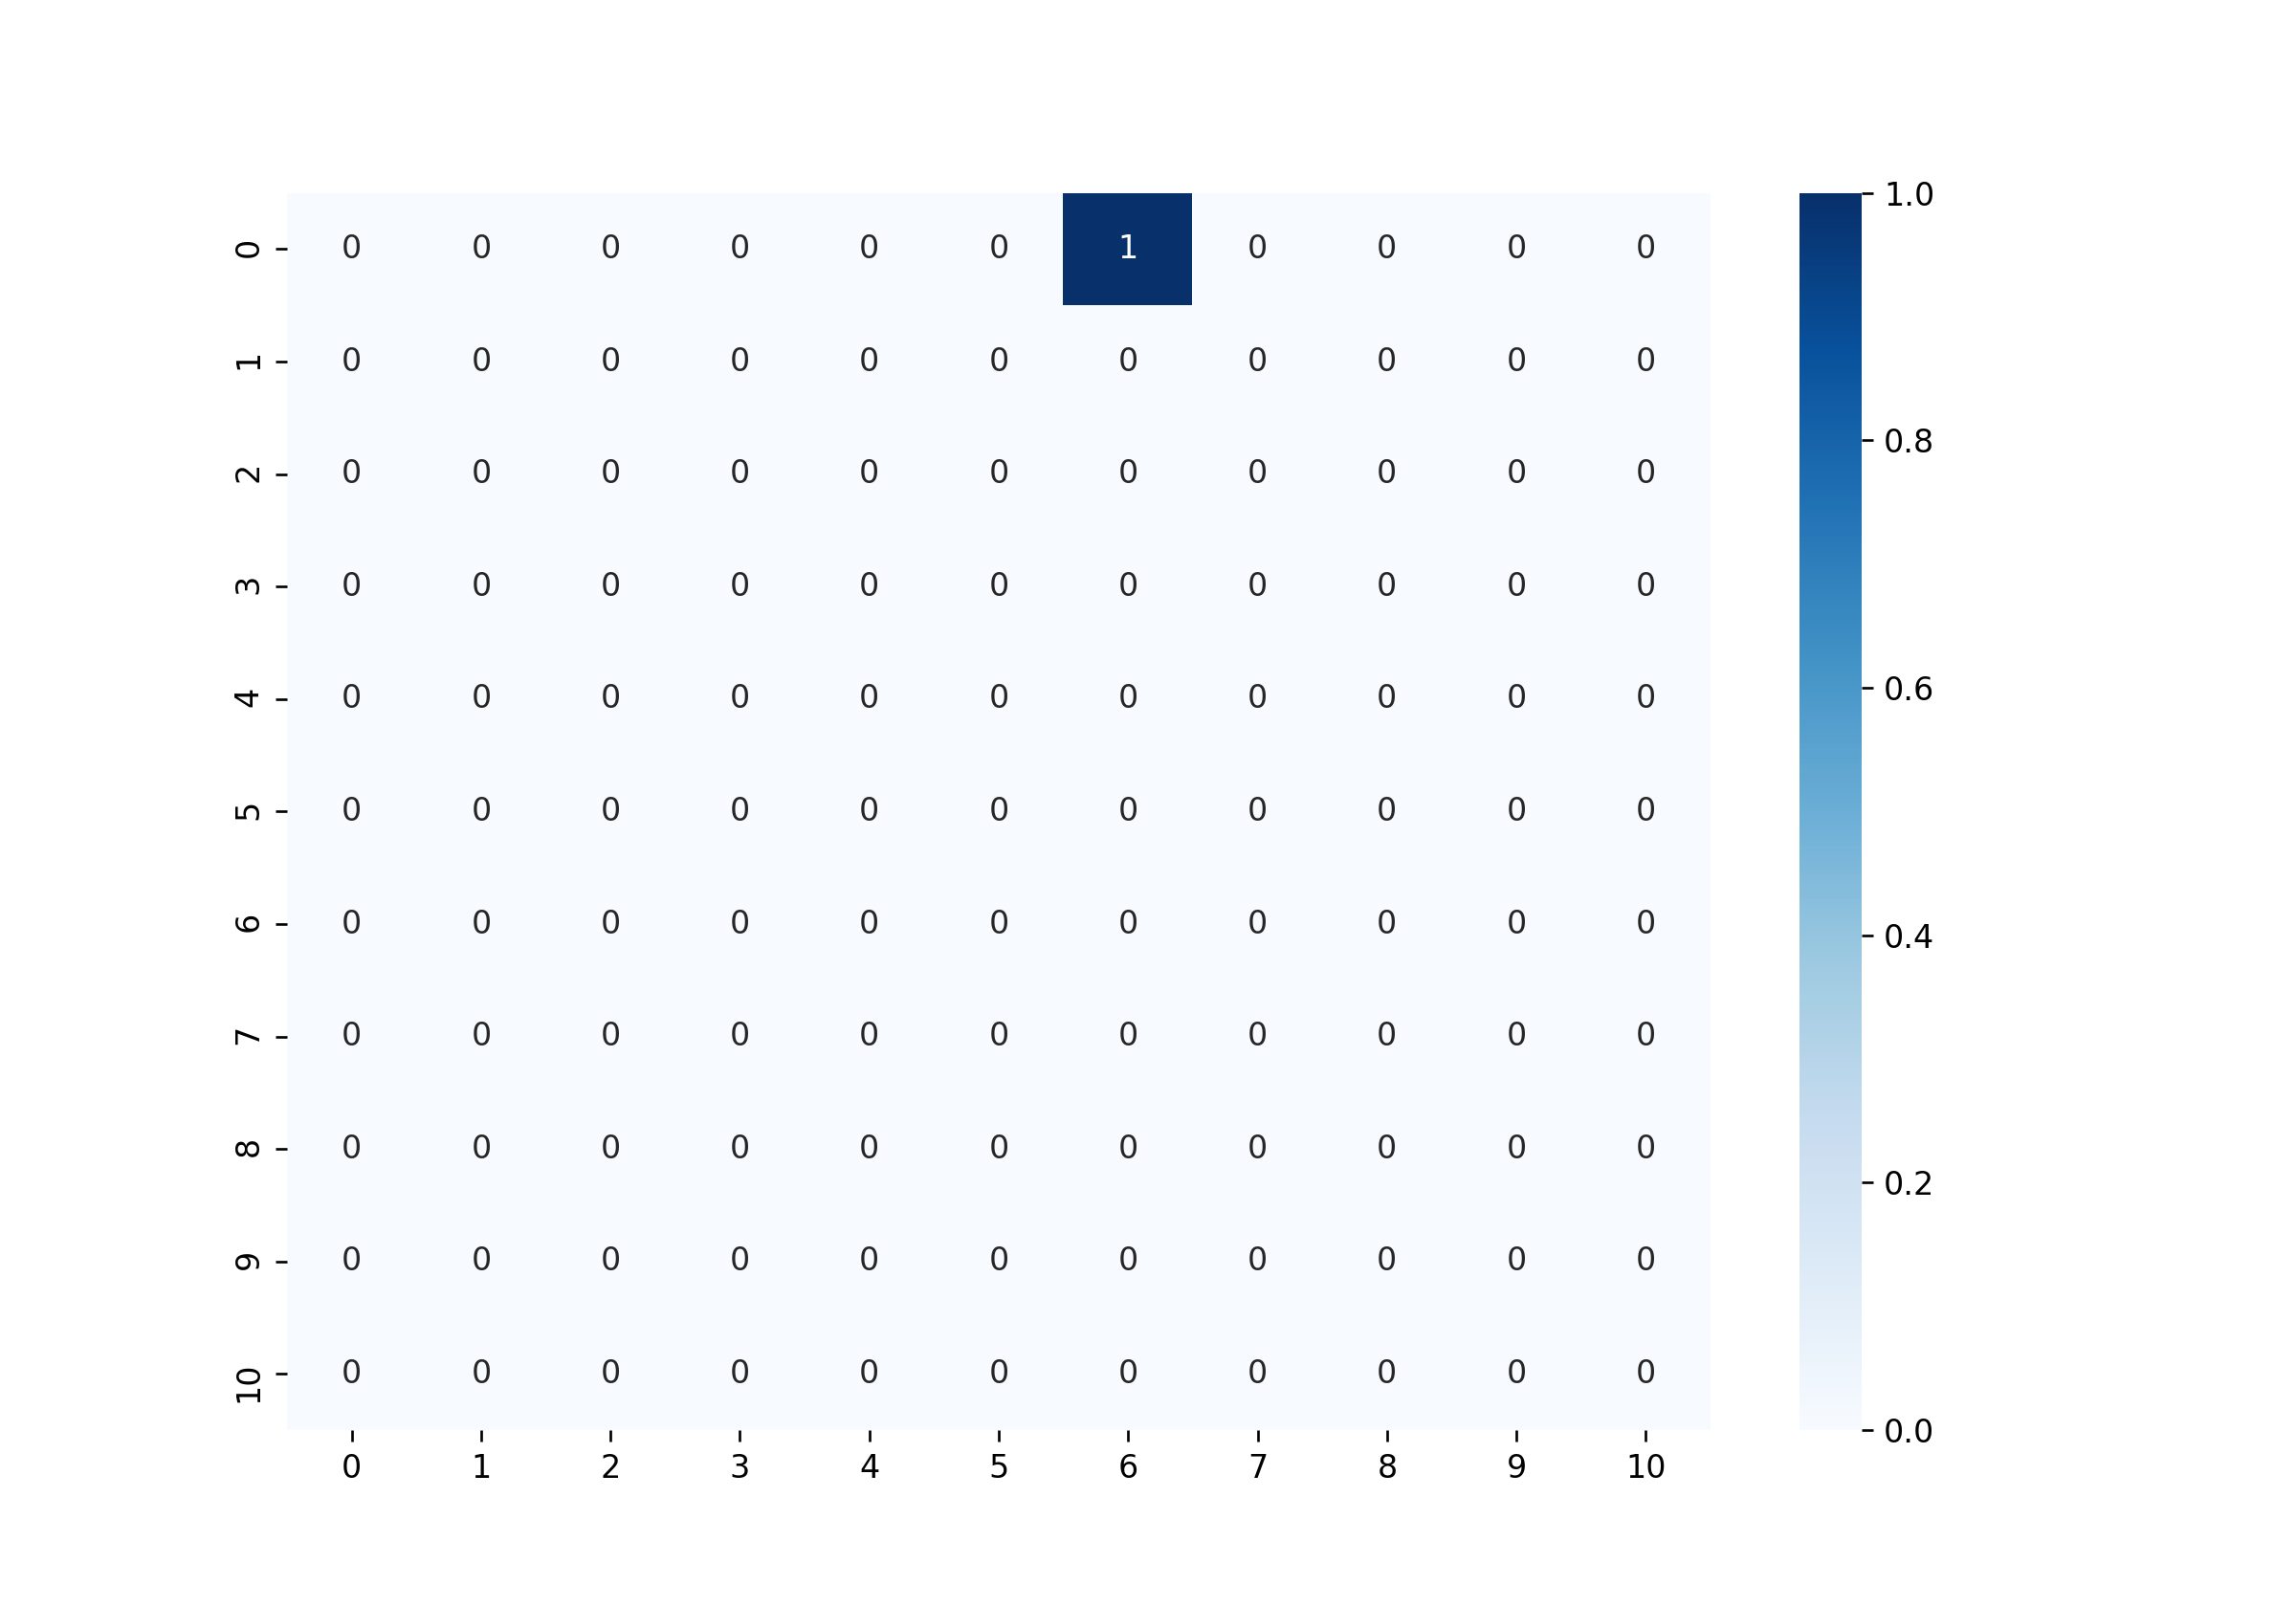 0 0 0 0 0 0 0 1 0 0 0 0 1.0
1 0 0 0 0 0 0 0 0 0 0 0
2 0 0 0 0 0 0 0 0 0 0 0 0.8
3 0 0 0 0 0 0 0 0 0 0 0
4 0 0 0 0 0 0 0 0 0 0 0 0.6
5 0 0 0 0 0 0 0 0 0 0 0
6 0 0 0 0 0 0 0 0 0 0 0 0.4
7 0 0 0 0 0 0 0 0 0 0 0
8 0 0 0 0 0 0 0 0 0 0 0 0.2
9 0 0 0 0 0 0 0 0 0 0 0
10 0 0 0 0 0 0 0 0 0 0 0 0.0
0 1 2 3 4 5 6 7 8 9 10